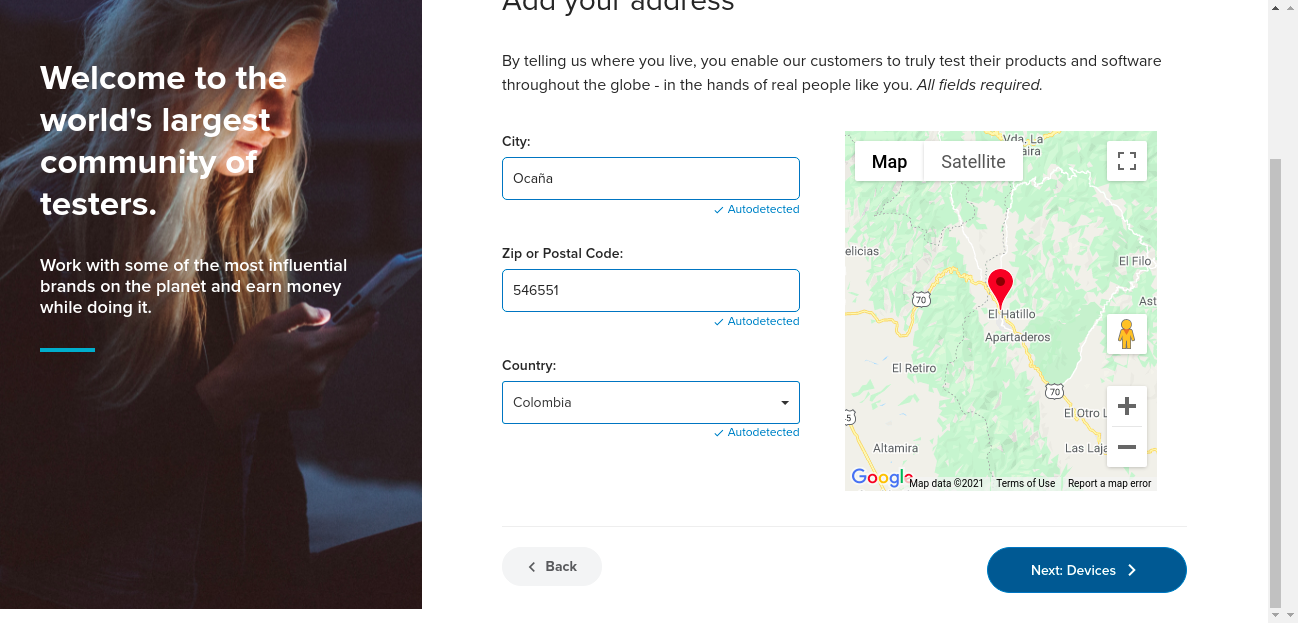 Add your address
Welcome to the
world's largest
community of
testers.
Work with some of the most influential
brands on the planet and earn money
while doing it.
By telling us where you live, you enable our customers to truly test their products and software
throughout the globe - in the hands of real people like you. All fields required.
City:
Ocaña
Autodetected
Zip or Postal Code:
546551
Autodetected
Country:
Colombia
Autodetected
Vda. La
Map
Satellite
elicias
El Filo
70
Ast
El Hatillo
Apartaderos
El Retiro
70
El Otro L
5
Altamira
Las Laja
Google
Map data ©2021
Terms of Use
Report a map error
Back
Next: Devices